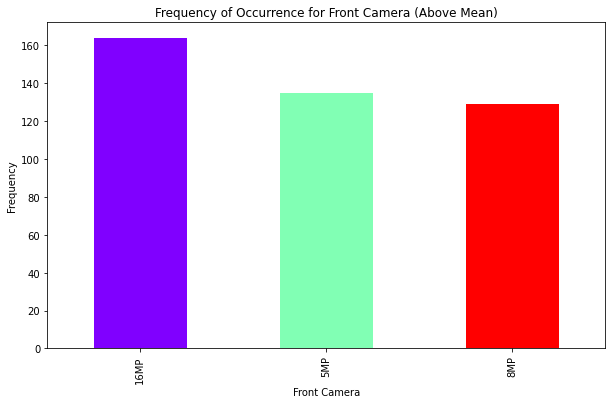 Frequency of Occurrence for Front Camera (Above Mean)
160
140
120
100
80
60
40
20
0
Frequency
16MP
5MP
8MP
Front Camera